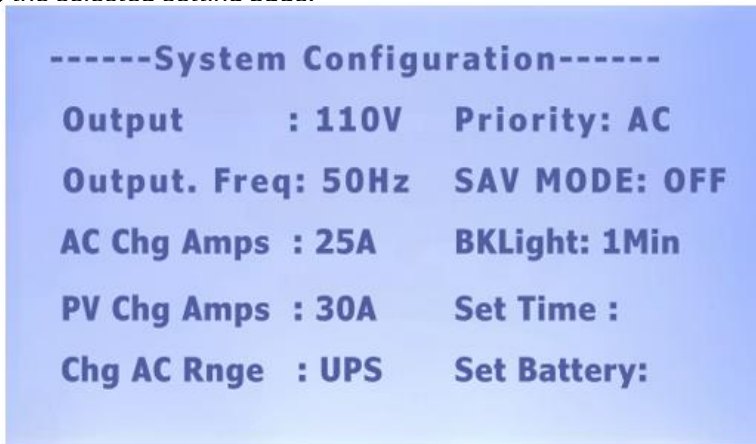 ------System Configuration------
Output : 110V Priority: AC
Output. Freq: 50Hz SAV MODE: OFF
AC Chg Amps : 25A BKLight: 1Min
PV Chg Amps : 30A Set Time :
Chg AC Rnge : UPS Set Battery: